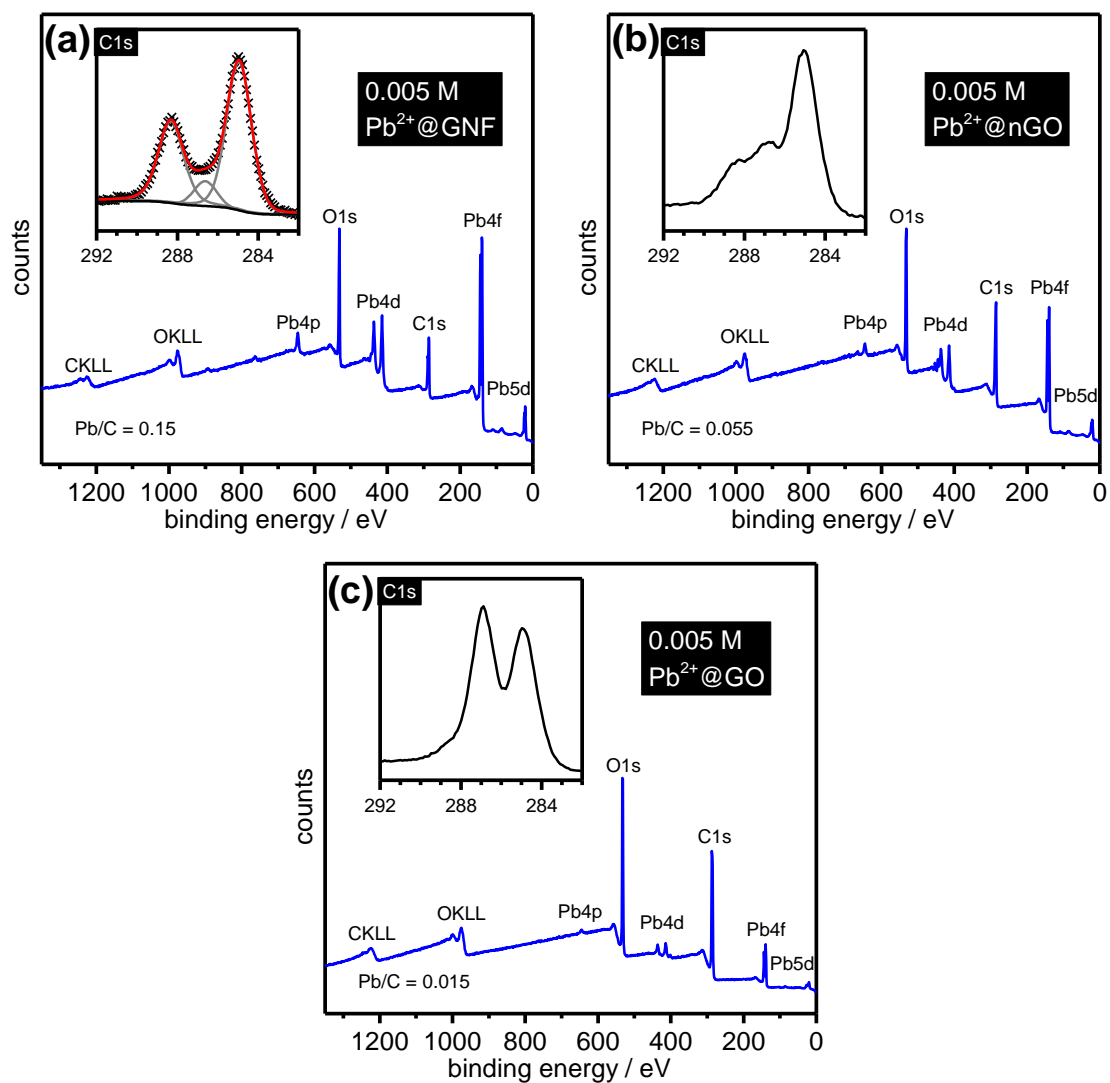 (a)
C1s
292 288 284
0.005 M
Pb²⁺@GNF
counts
CKLL
OKLL
Pb4p
O1s
Pb4d
C1s
Pb4f
Pb5d
Pb/C = 0.15
1200 1000 800 600 400 200 0
binding energy / eV
(b)
C1s
292 288 284
0.005 M
Pb²⁺@nGO
counts
CKLL
OKLL
Pb4p
O1s
Pb4d
C1s
Pb4f
Pb5d
Pb/C = 0.055
1200 1000 800 600 400 200 0
binding energy / eV
(c)
C1s
292 288 284
0.005 M
Pb²⁺@GO
counts
CKLL
OKLL
Pb4p
O1s
Pb4d
C1s
Pb4f
Pb5d
Pb/C = 0.015
1200 1000 800 600 400 200 0
binding energy / eV